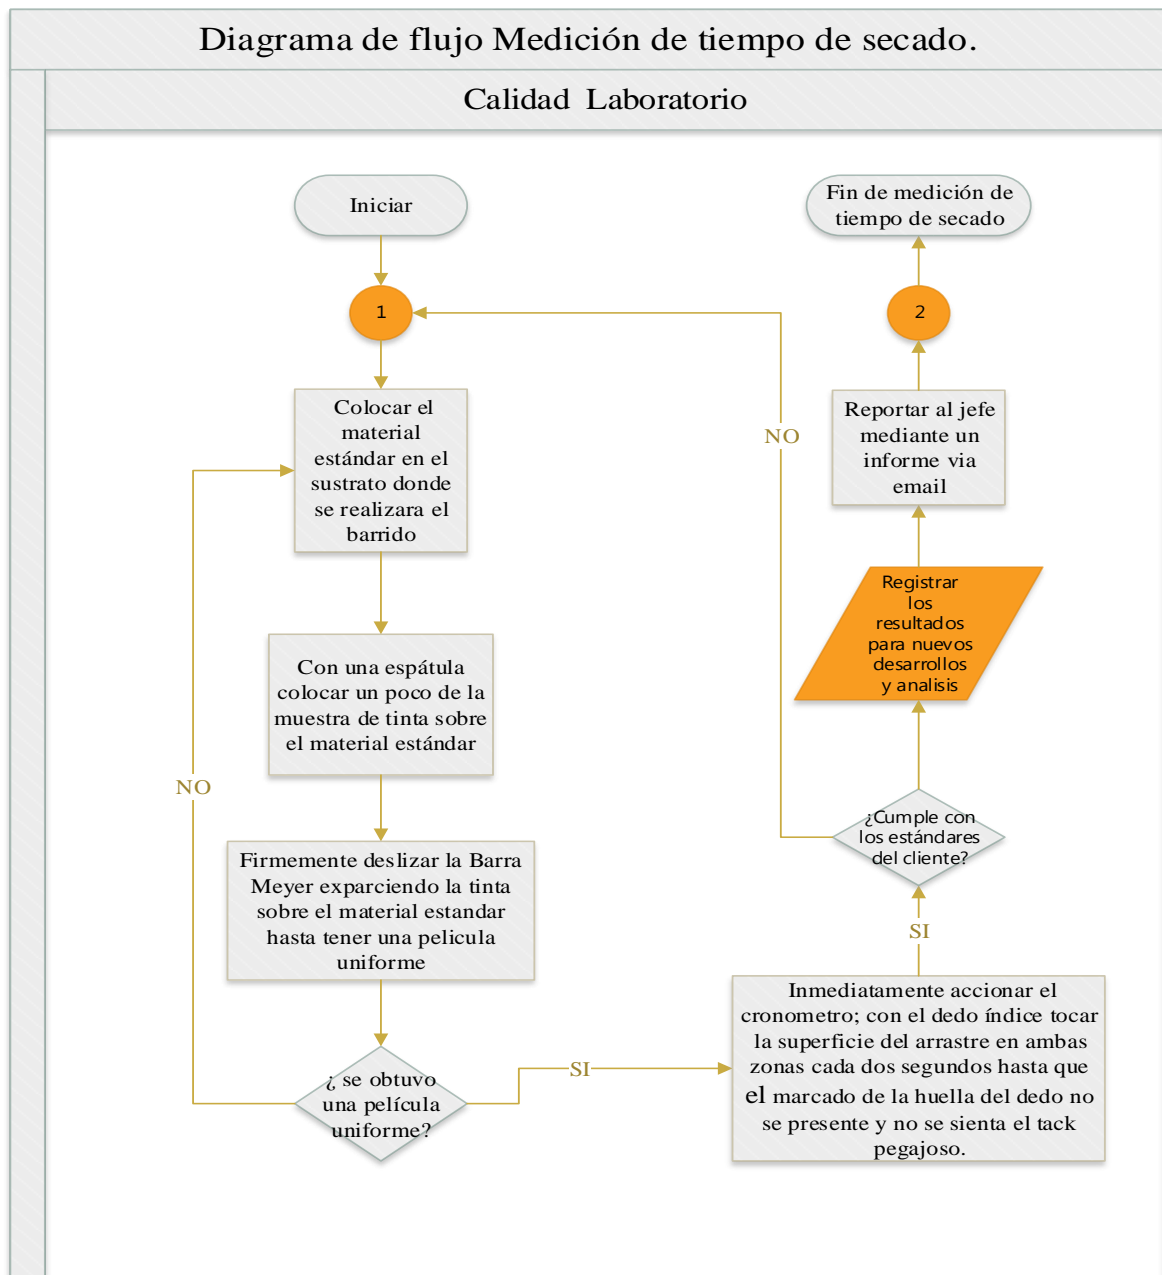 Diagrama de flujo Medición de tiempo de secado.
Calidad Laboratorio
Iniciar
1
Colocar el
material
estándar en el
sustrato donde
se realizara el
barrido
Con una espátula
colocar un poco de la
muestra de tinta sobre
el material estándar
NO
Firmemente deslizar la Barra
Meyer exparciendo la tinta
sobre el material estandar
hasta tener una pelicula
uniforme
¿ se obtuvo
una película
uniforme?
SI
Inmediatamente accionar el
cronometro; con el dedo índice tocar
la superficie del arrastre en ambas
zonas cada dos segundos hasta que
el marcado de la huella del dedo no
se presente y no se sienta el tack
pegajoso.
SI
¿Cumple con
los estándares
del cliente?
NO
Registrar
los
resultados
para nuevos
desarrollos
y analisis
Reportar al jefe
mediante un
informe via
email
2
Fin de medición de
tiempo de secado